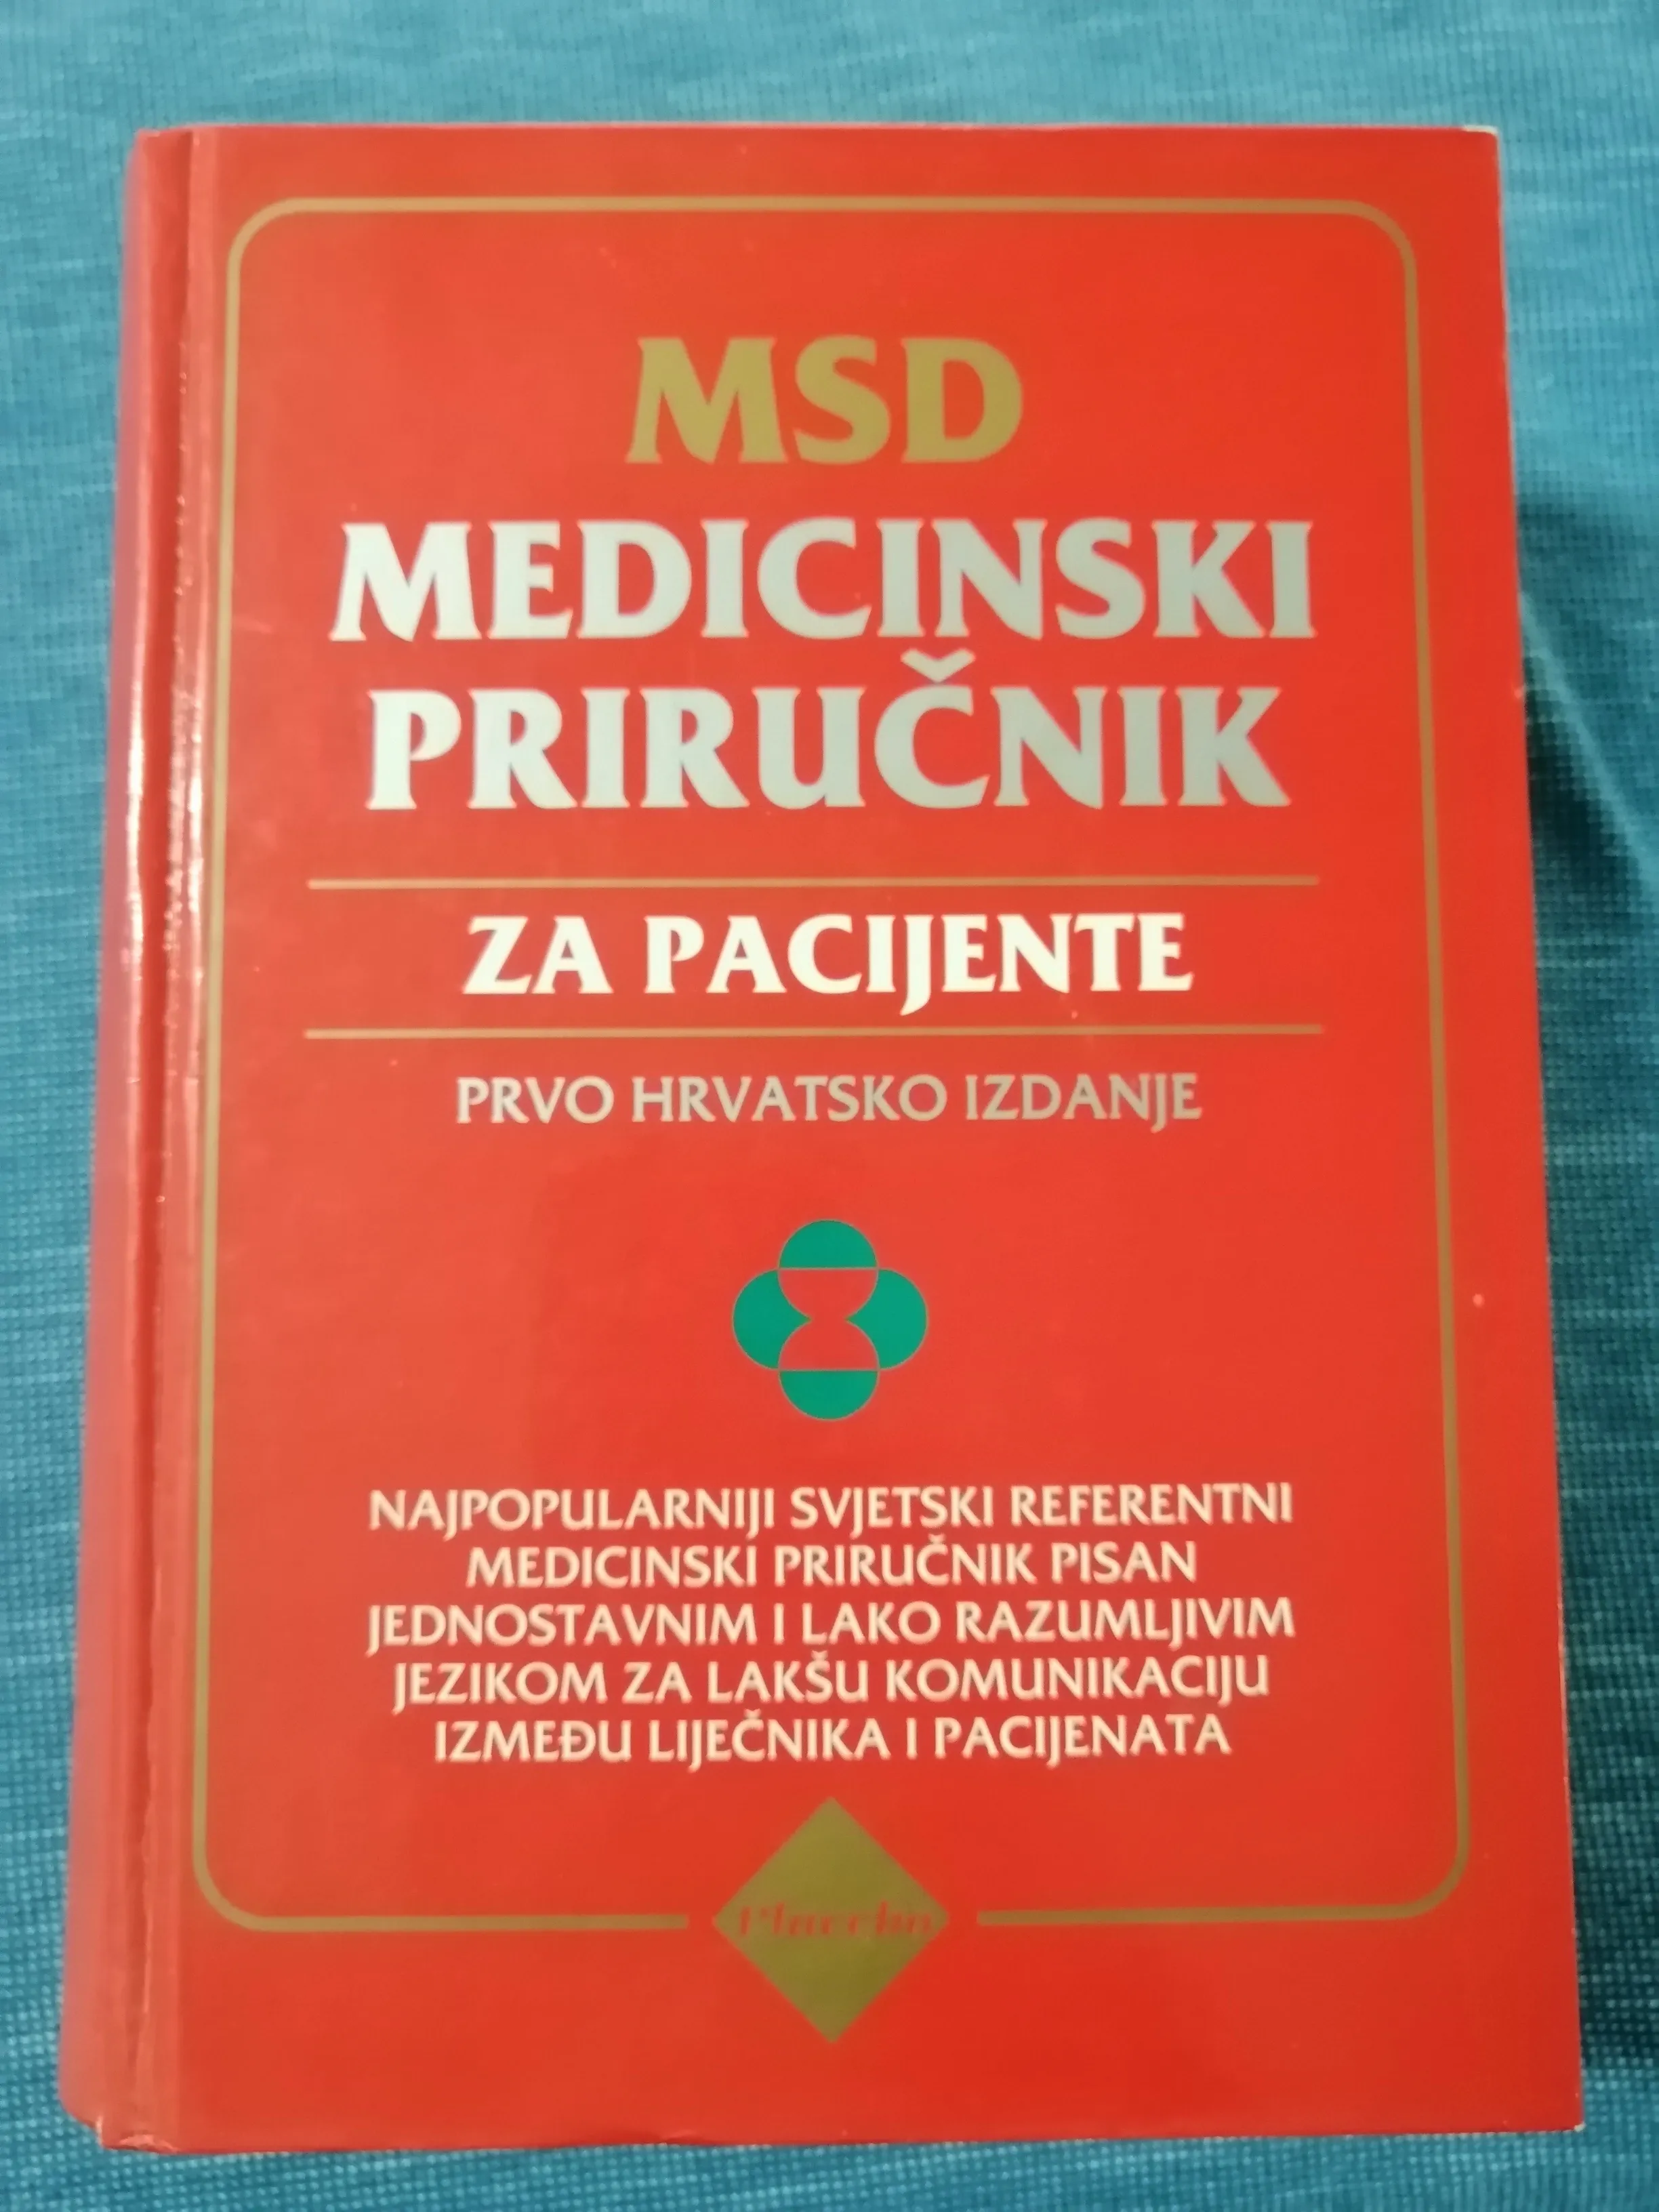 MSD
MEDICINSKI
PRIRUČNIK
ZA PACIJENTE
PRVO HRVATSKO IZDANJE
NAJPOPULARNIJI SVJETSKI REFERENTNI
MEDICINSKI PRIRUČNIK PISAN
JEDNOSTAVNIM I LAKO RAZUMLJIVIM
JEZIKOM ZA LAKŠU KOMUNIKACIJU
IZMEĐU LIJEČNIKA I PACIJENATA
Placebo